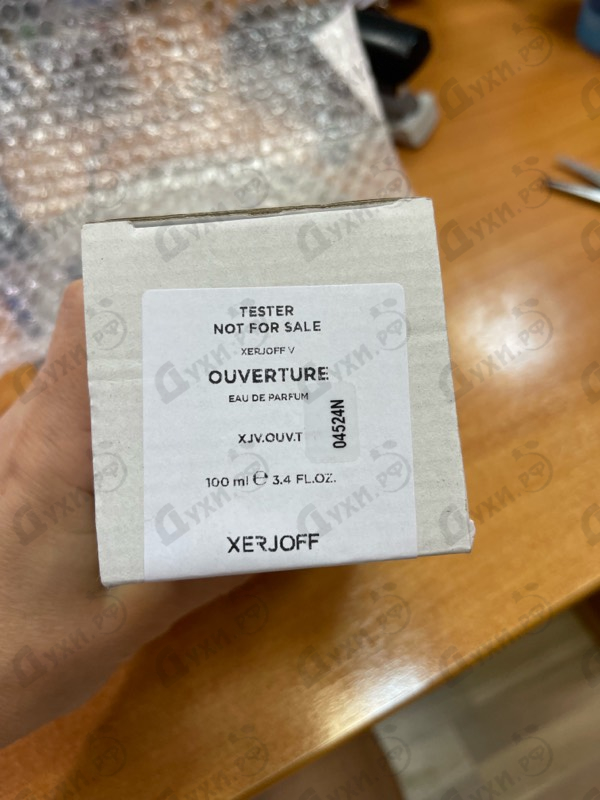 TESTER
NOT FOR SALE
XERJOFF V
OUVERTURE
EAU DE PARFUM
04524N
XJV.OUV.T
100 ml ℮ 3.4 FL.OZ.
XERJOFF
Духи.рф